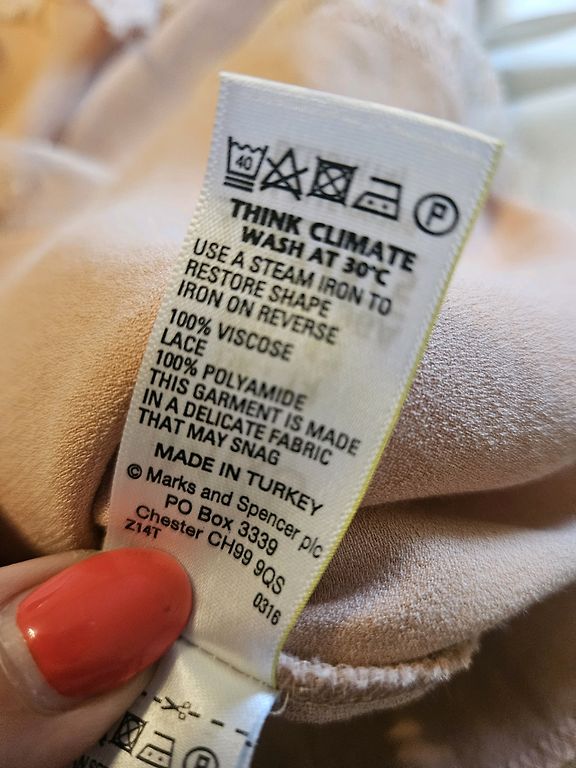 40 P
THINK CLIMATE
WASH AT 30°C
USE A STEAM IRON TO
RESTORE SHAPE
IRON ON REVERSE
100% VISCOSE
LACE
100% POLYAMIDE
THIS GARMENT IS MADE
IN A DELICATE FABRIC
THAT MAY SNAG
MADE IN TURKEY
© Marks and Spencer plc
PO Box 3339
Chester CH99 9QS
Z14T
0316